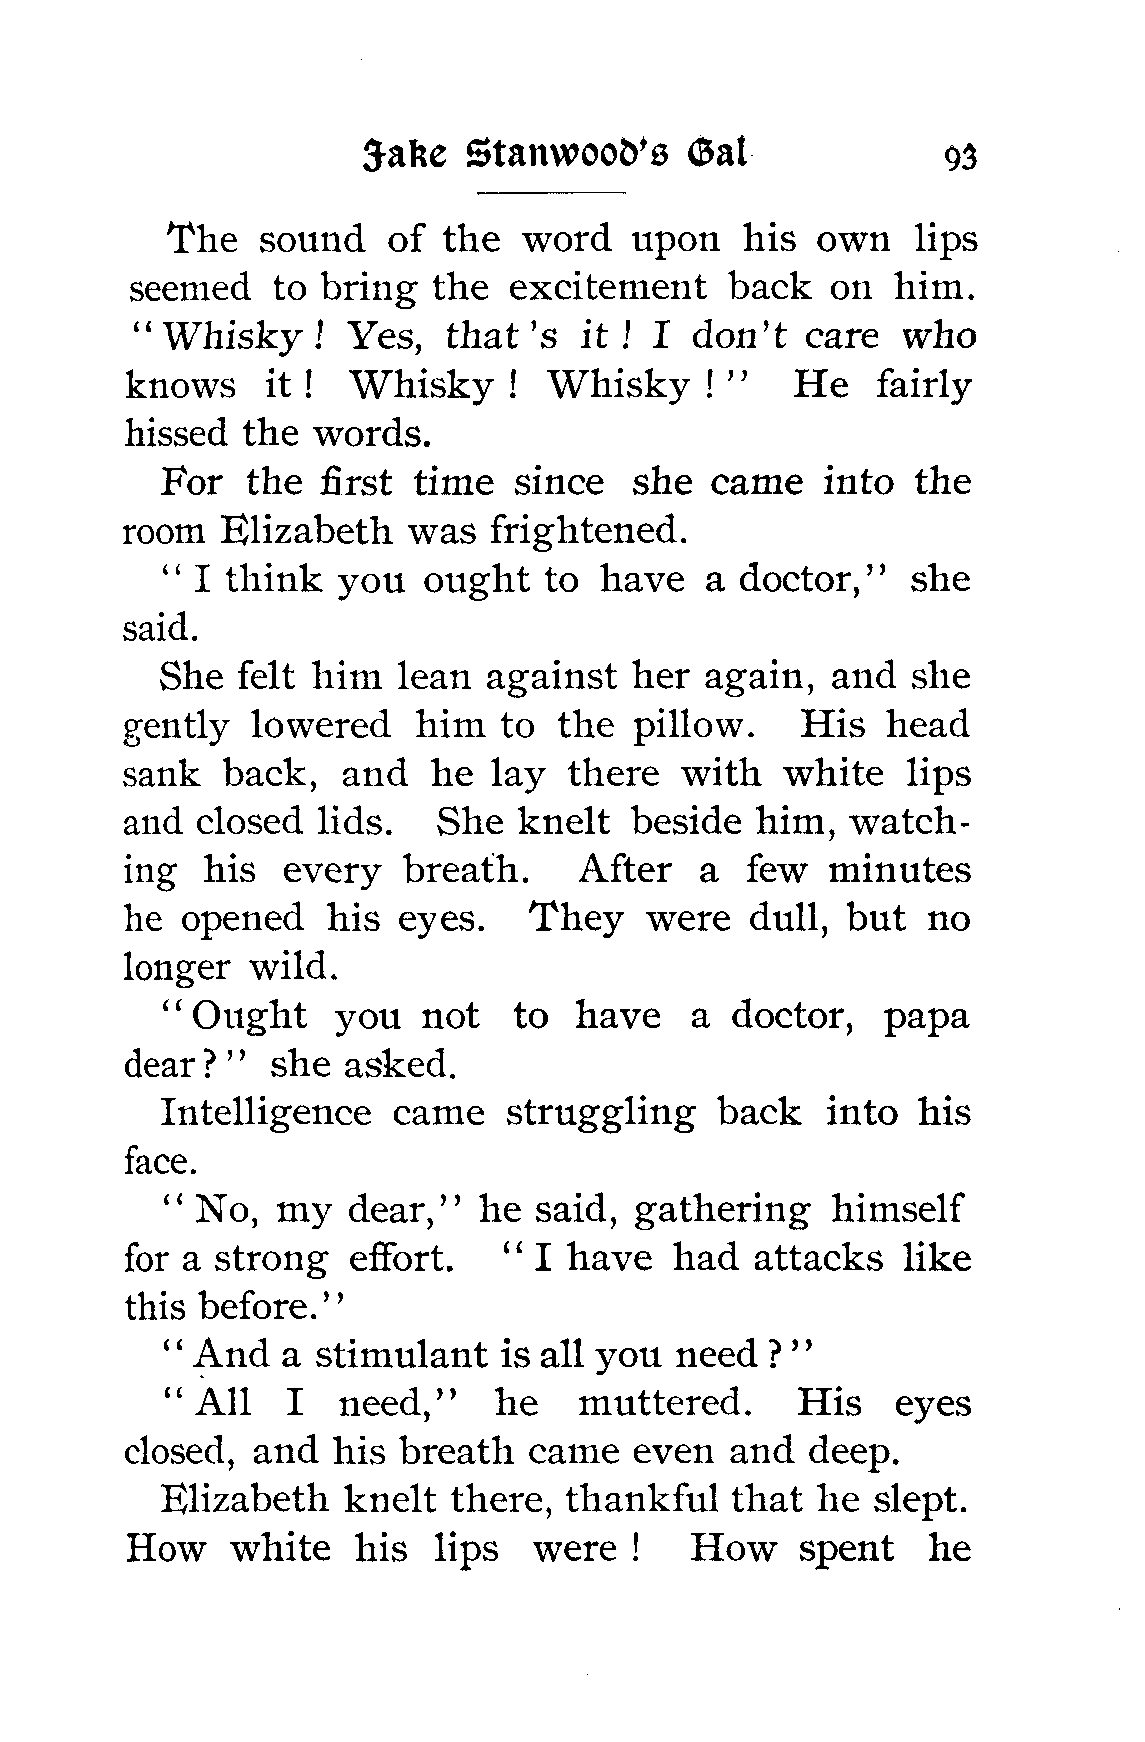 Jake Stanwood's Gal 93
The sound of the word upon his own lips
seemed to bring the excitement back on him.
"Whisky! Yes, that's it! I don't care who
knows it! Whisky! Whisky!" He fairly
hissed the words.
For the first time since she came into the
room Elizabeth was frightened.
"I think you ought to have a doctor," she
said.
She felt him lean against her again, and she
gently lowered him to the pillow. His head
sank back, and he lay there with white lips
and closed lids. She knelt beside him, watch-
ing his every breath. After a few minutes
he opened his eyes. They were dull, but no
longer wild.
"Ought you not to have a doctor, papa
dear?" she asked.
Intelligence came struggling back into his
face.
"No, my dear," he said, gathering himself
for a strong effort. "I have had attacks like
this before."
"And a stimulant is all you need?"
"All I need," he muttered. His eyes
closed, and his breath came even and deep.
Elizabeth knelt there, thankful that he slept.
How white his lips were! How spent he